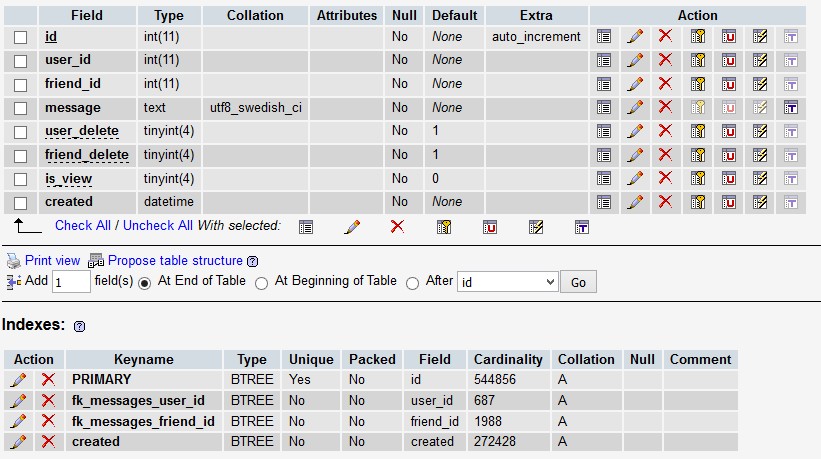 Field Type Collation Attributes Null Default Extra Action
id int(11) No None auto_increment
user_id int(11) No None
friend_id int(11) No None
message text utf8_swedish_ci No None
user_delete tinyint(4) No 1
friend_delete tinyint(4) No 1
is_view tinyint(4) No 0
created datetime No None
Check All / Uncheck All With selected:
Print view Propose table structure
Add 1 field(s) At End of Table At Beginning of Table After id Go
Indexes:
Action Keyname Type Unique Packed Field Cardinality Collation Null Comment
PRIMARY BTREE Yes No id 544856 A
fk_messages_user_id BTREE No No user_id 687 A
fk_messages_friend_id BTREE No No friend_id 1988 A
created BTREE No No created 272428 A